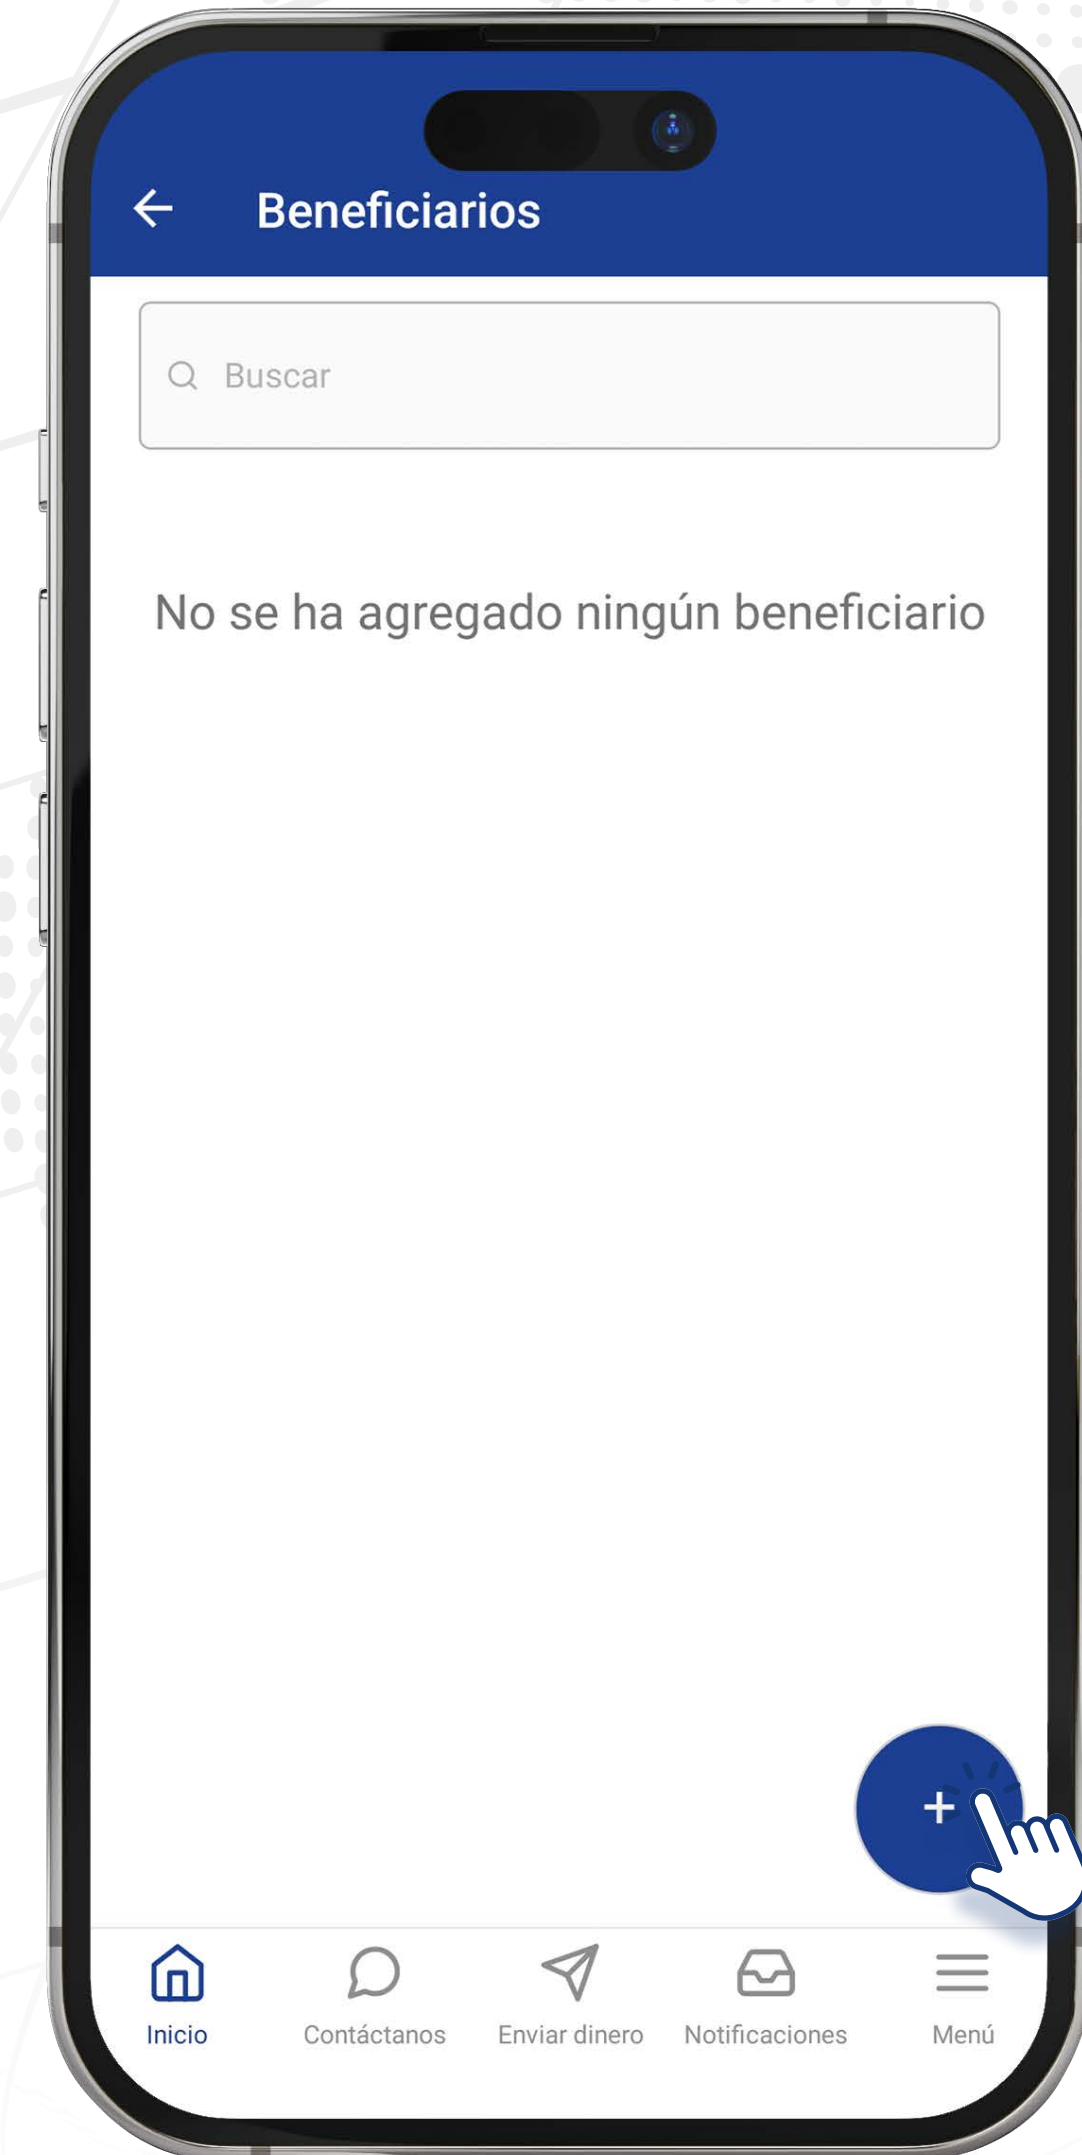 Beneficiarios
Buscar
No se ha agregado ningún beneficiario
+
Inicio
Contáctanos
Enviar dinero
Notificaciones
Menú